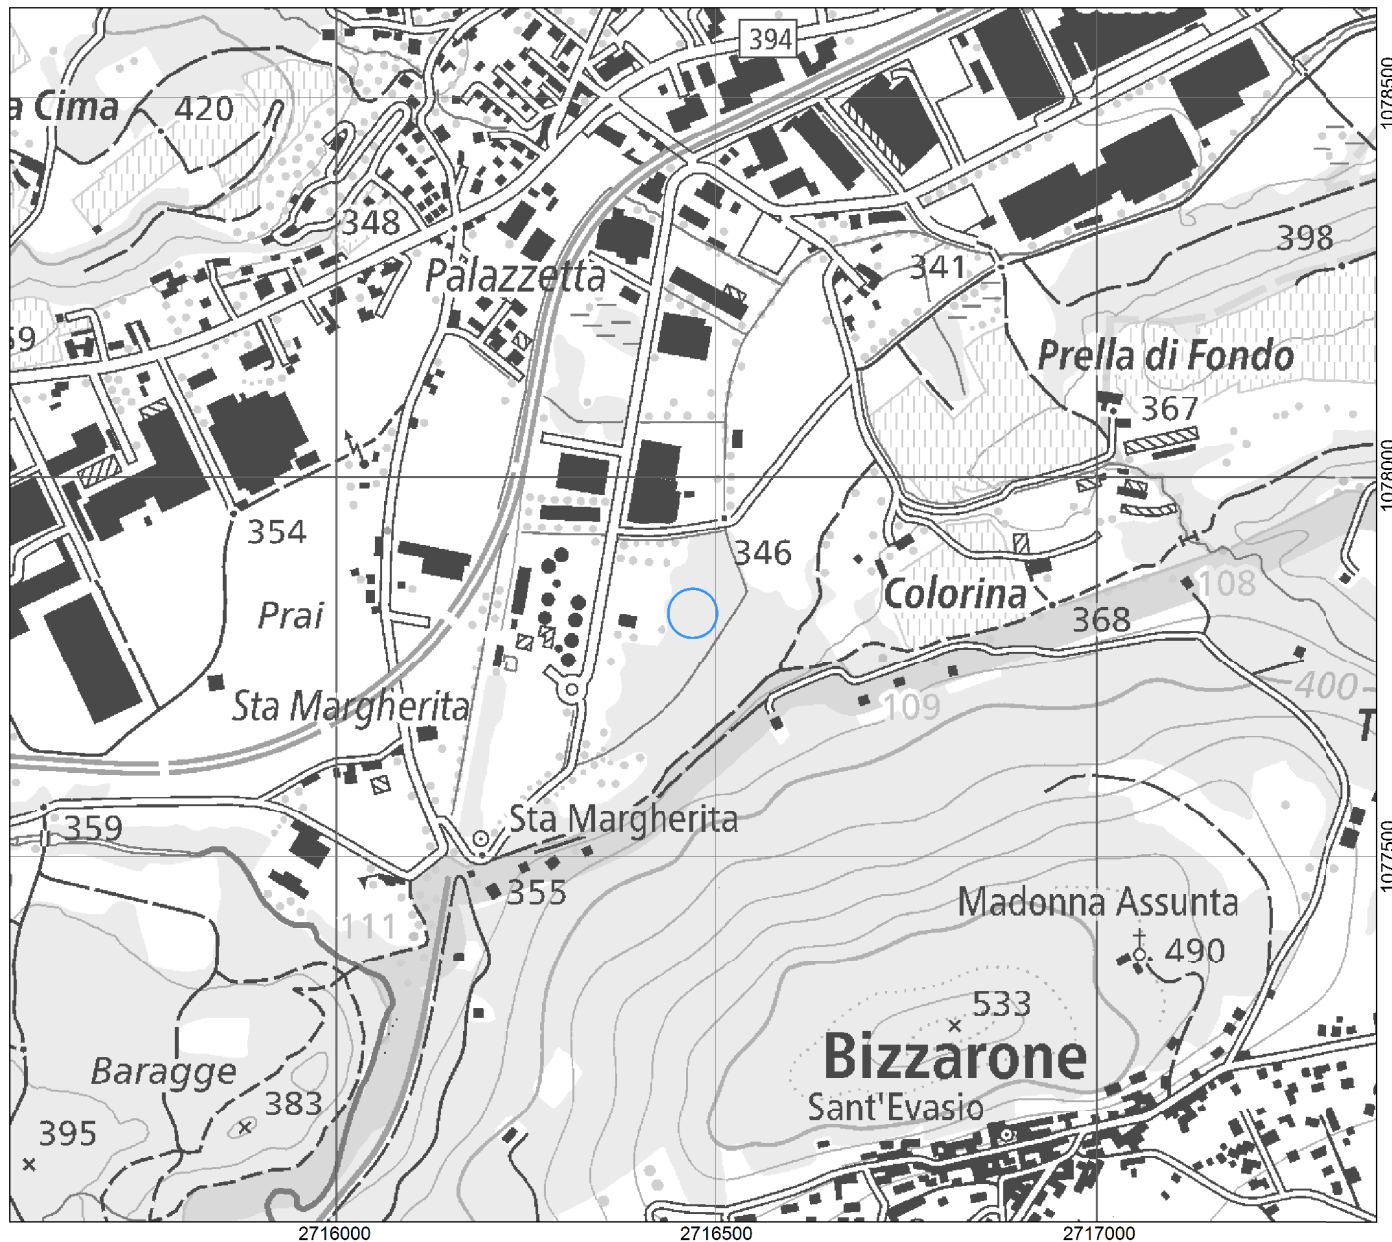 394
a Cima
420
1078500
348
398
Palazzetta
341
59
Prella di Fondo
367
1078000
354
346
Colorina
108
Prai
368
Sta Margherita
400
109
T
Sta Margherita
359
1077500
355
Madonna Assunta
111
490
533
Bizzarone
Baragge
Sant'Evasio
383
395
2716000
2716500
2717000